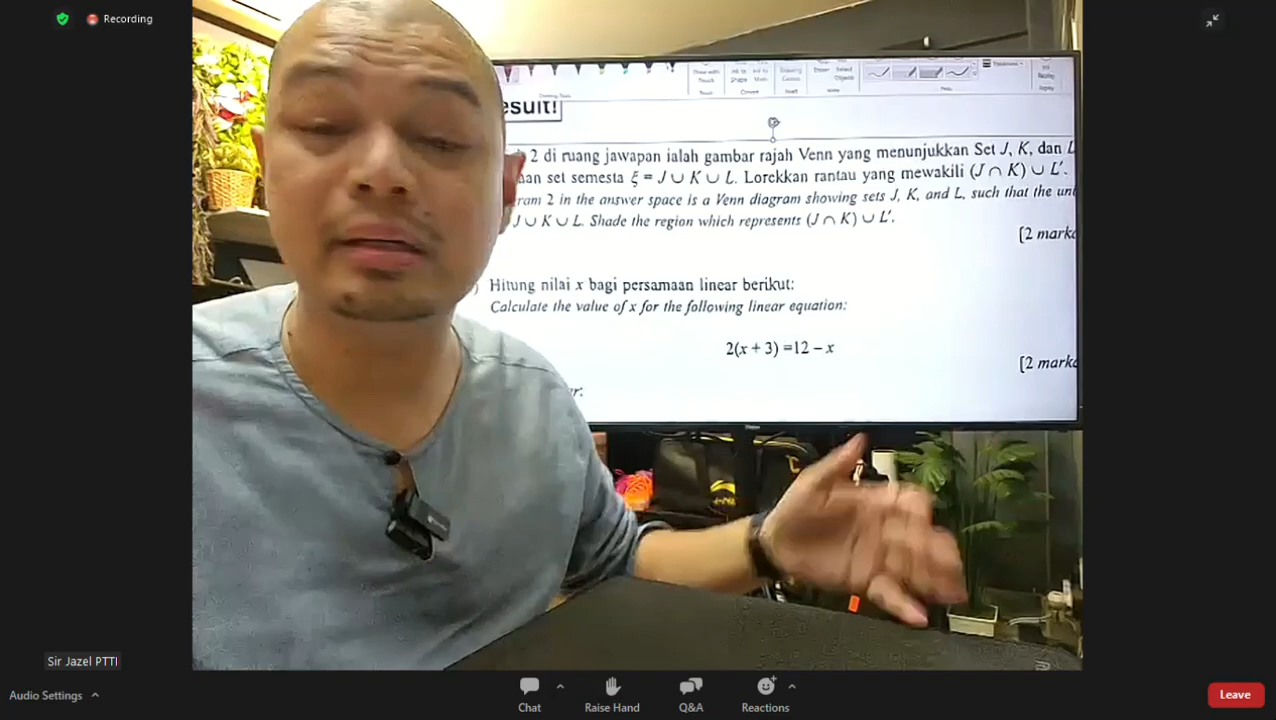 Recording
esult!
2 di ruang jawapan ialah gambar rajah Venn yang menunjukkan Set J, K, dan L
set semesta ξ = J ∪ K ∪ L. Lorekkan rantau yang mewakili (J ∩ K) ∪ L'.
ram 2 in the answer space is a Venn diagram showing sets J, K, and L, such that the uni
J ∪ K ∪ L. Shade the region which represents (J ∩ K) ∪ L'.
[2 marka
Hitung nilai x bagi persamaan linear berikut:
Calculate the value of x for the following linear equation:
2(x + 3) =12 – x
[2 marka
r:
Sir Jazel PTTI
Audio Settings
Chat
Raise Hand
Q&A
Reactions
Leave